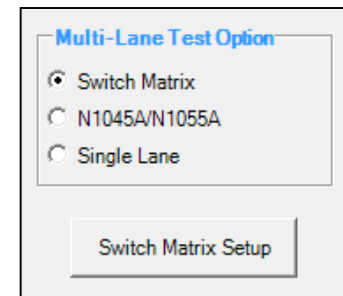 Multi-Lane Test Option
Switch Matrix
N1045A/N1055A
Single Lane
Switch Matrix Setup